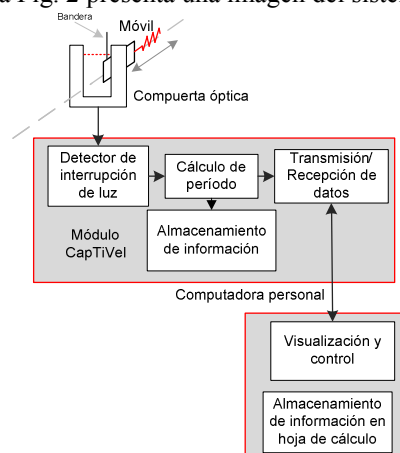 a Fig. 2 presenta una imagen del siste
Bandera
Móvil
Compuerta óptica
Detector de
interrupción
de luz
Cálculo de
período
Transmisión/
Recepción de
datos
Módulo
CapTiVel
Almacenamiento
de información
Computadora personal
Visualización y
control
Almacenamiento
de información en
hoja de cálculo